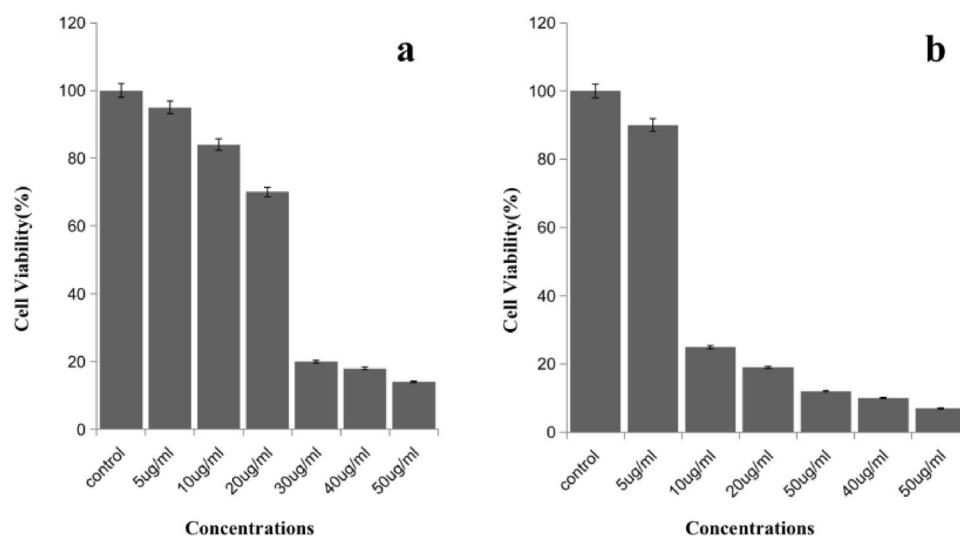 a
120
100
80
60
40
20
0
Cell Viability(%)
control
5ug/ml
10ug/ml
20ug/ml
30ug/ml
40ug/ml
50ug/ml
Concentrations
b
120
100
80
60
40
20
0
Cell Viability(%)
control
5ug/ml
10ug/ml
20ug/ml
50ug/ml
40ug/ml
50ug/ml
Concentrations